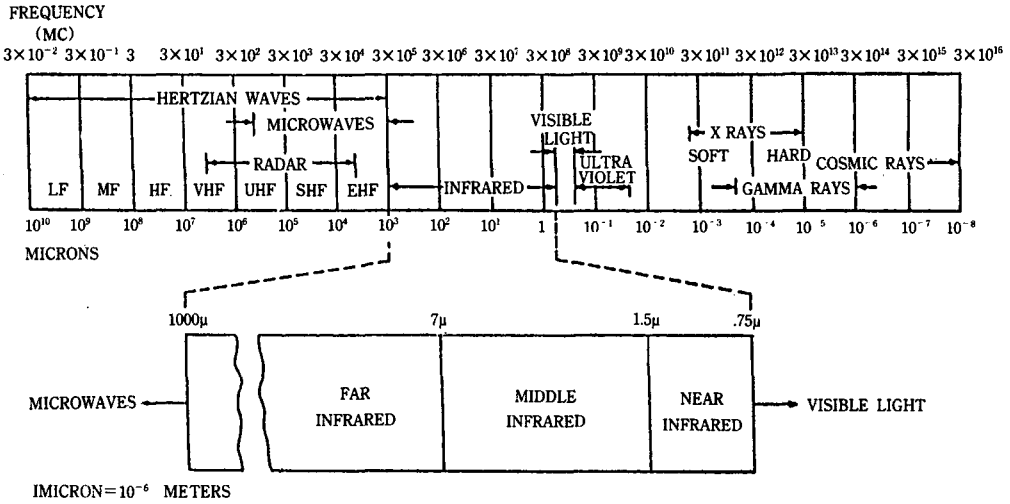 FREQUENCY
(MC)
3×10⁻² 3×10⁻¹ 3 3×10¹ 3×10² 3×10³ 3×10⁴ 3×10⁵ 3×10⁶ 3×10⁷ 3×10⁸ 3×10⁹ 3×10¹⁰ 3×10¹¹ 3×10¹² 3×10¹³ 3×10¹⁴ 3×10¹⁵ 3×10¹⁶
HERTZIAN WAVES
MICROWAVES
VISIBLE
LIGHT
X RAYS
RADAR
ULTRA
VIOLET
SOFT HARD
COSMIC RAYS
LF MF HF. VHF UHF SHF EHF INFRARED GAMMA RAYS
10¹⁰ 10⁹ 10⁸ 10⁷ 10⁶ 10⁵ 10⁴ 10³ 10² 10¹ 1 10⁻¹ 10⁻² 10⁻³ 10⁻⁴ 10⁻⁵ 10⁻⁶ 10⁻⁷ 10⁻⁸
MICRONS
1000μ 7μ 1.5μ .75μ
MICROWAVES
FAR
INFRARED
MIDDLE
INFRARED
NEAR
INFRARED
VISIBLE LIGHT
IMICRON=10⁻⁶ METERS